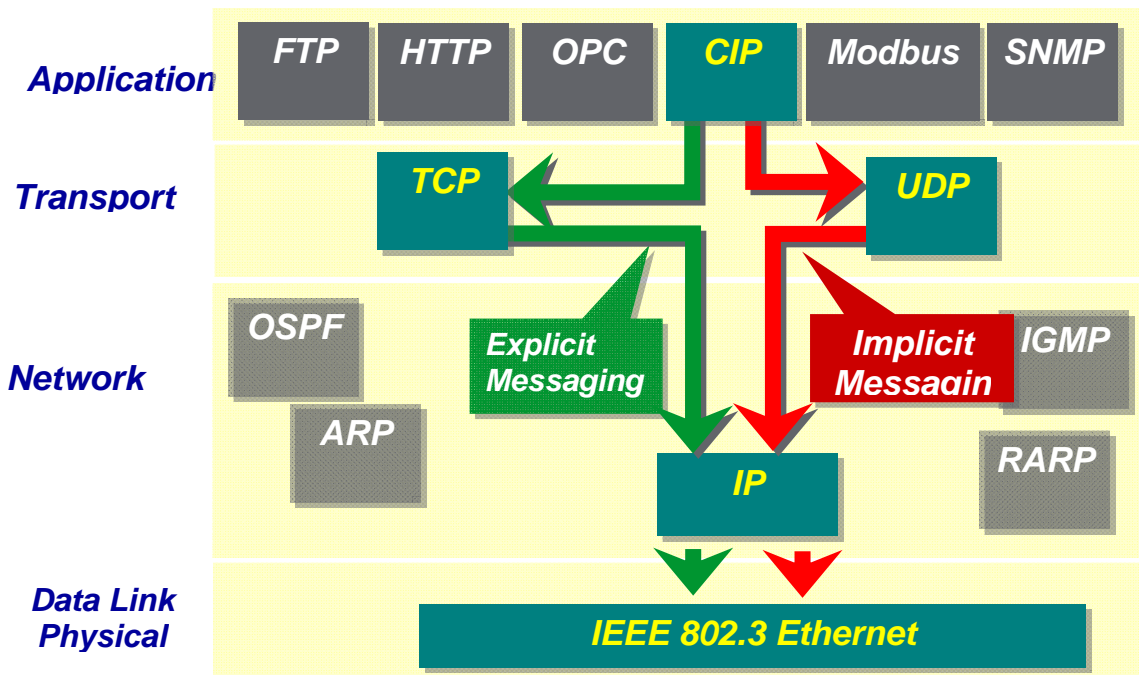 Application
FTP
HTTP
OPC
CIP
Modbus
SNMP
Transport
TCP
UDP
Network
OSPF
ARP
Explicit
Messaging
Implicit
Messagin
IGMP
RARP
IP
Data Link
Physical
IEEE 802.3 Ethernet